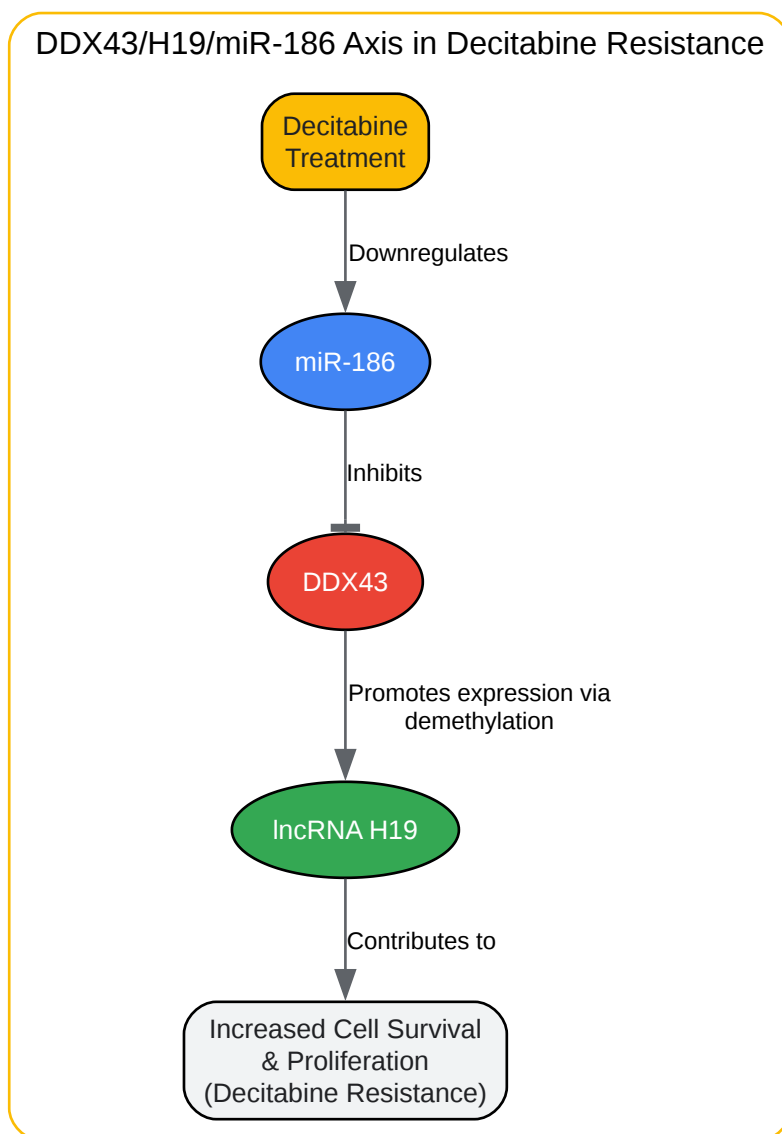 DDX43/H19/miR-186 Axis in Decitabine Resistance
Decitabine
Treatment
Downregulates
miR-186
Inhibits
DDX43
Promotes expression via
demethylation
lncRNA H19
Contributes to
Increased Cell Survival
& Proliferation
(Decitabine Resistance)